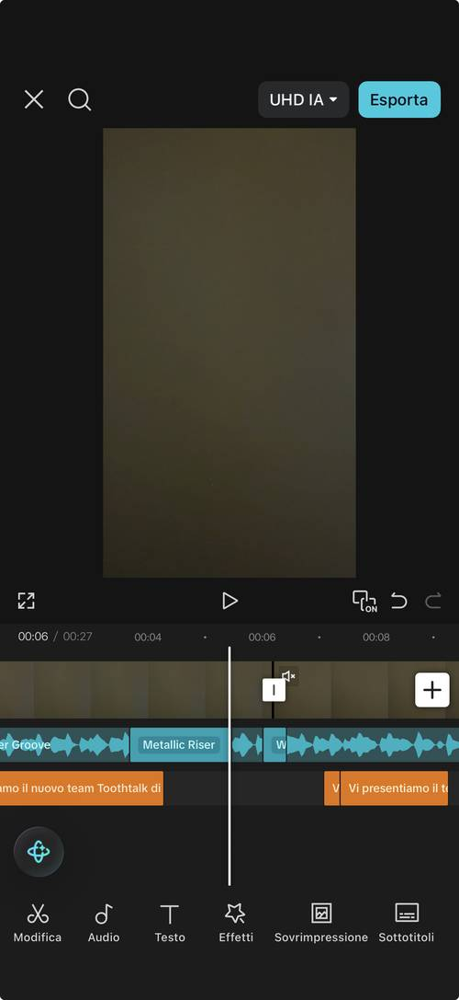 UHD IA
Esporta
ON
00:06 / 00:27
00:04
00:06
00:08
er Groove
Metallic Riser
W
amo il nuovo team Toothtalk di
V
Vi presentiamo il te
Modifica
Audio
Testo
Effetti
Sovrimpressione
Sottotitoli